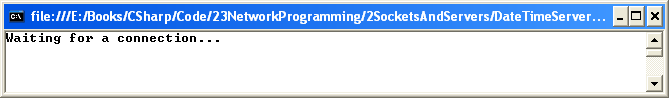 file:///E:/Books/CSharp/Code/23NetworkProgramming/2SocketsAndServers/DateTimeServer...
Waiting for a connection...